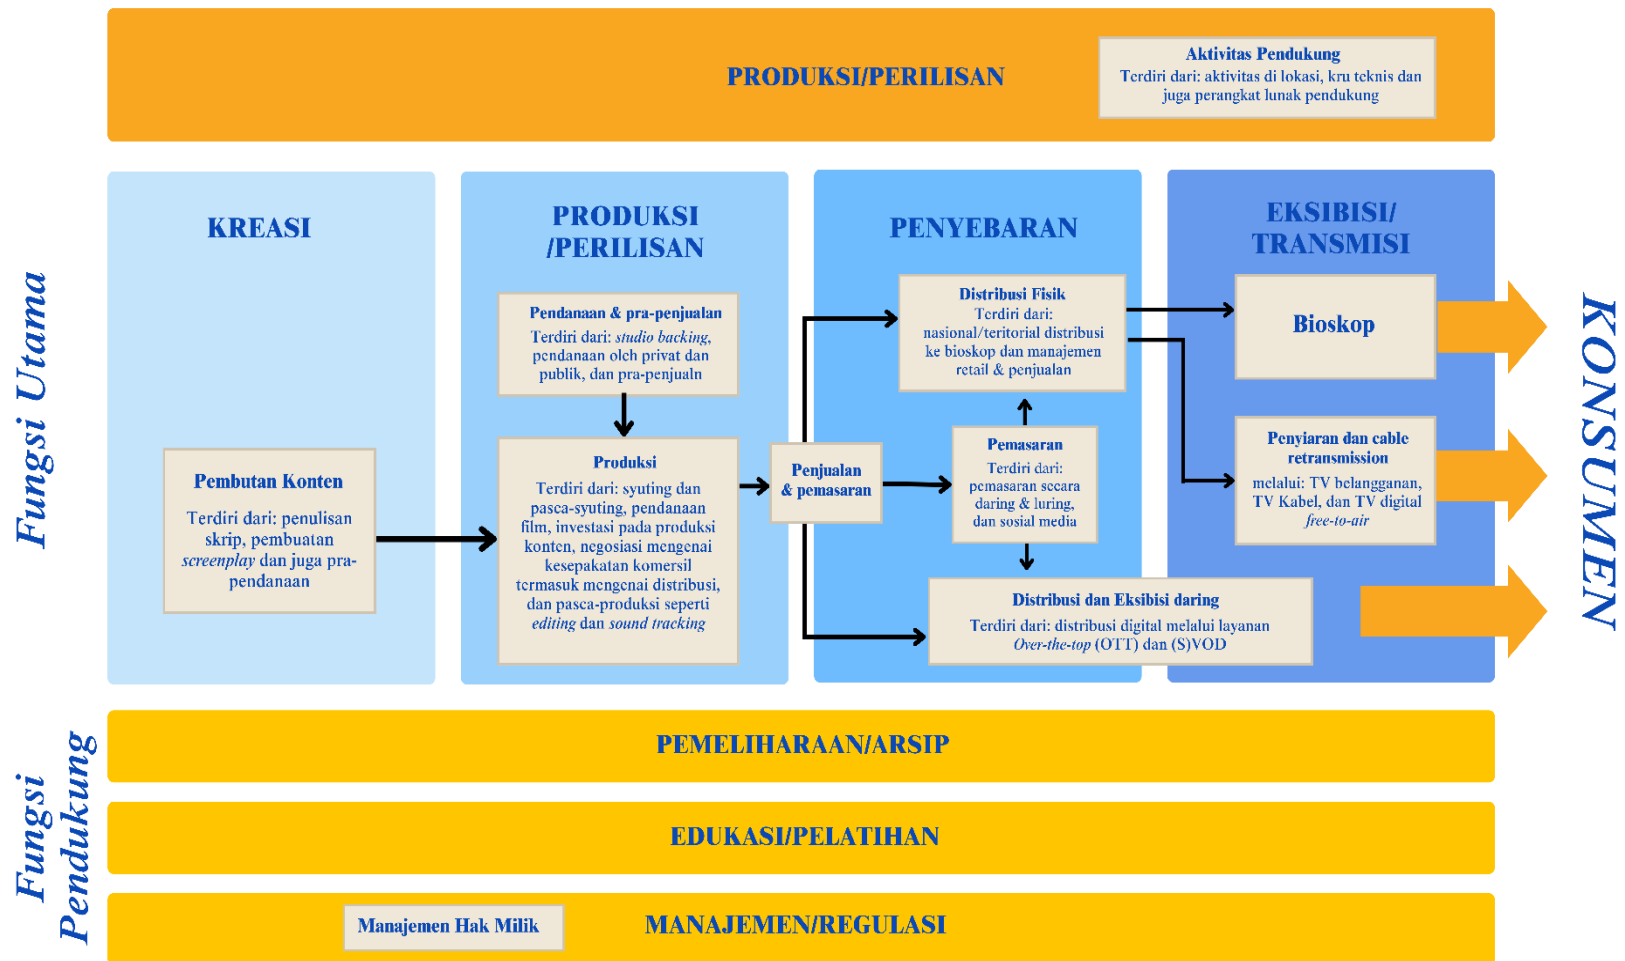 PRODUKSI/PERILISAN
Aktivitas Pendukung
Terdiri dari: aktivitas di lokasi, kru teknis dan
juga perangkat lunak pendukung
Fungsi Utama
KREASI
Pembutan Konten
Terdiri dari: penulisan
skrip, pembuatan
screenplay dan juga pra-
pendanaan
PRODUKSI
/PERILISAN
Pendanaan & pra-penjualan
Terdiri dari: studio backing,
pendanaan oleh privat dan
publik, dan pra-penjualn
Produksi
Terdiri dari: syuting dan
pasca-syuting, pendanaan
film, investasi pada produksi
konten, negosiasi mengenai
kesepakatan komersil
termasuk mengenai distribusi,
dan pasca-produksi seperti
editing dan sound tracking
Penjualan
& pemasaran
PENYEBARAN
Distribusi Fisik
Terdiri dari:
nasional/teritorial distribusi
ke bioskop dan manajemen
retail & penjualan
Pemasaran
Terdiri dari:
pemasaran secara
daring & luring,
dan sosial media
Distribusi dan Eksibisi daring
Terdiri dari: distribusi digital melalui layanan
Over-the-top (OTT) dan (S)VOD
EKSIBISI/
TRANSMISI
Bioskop
Penyiaran dan cable
retransmission
melalui: TV belangganan,
TV Kabel, dan TV digital
free-to-air
KONSUMEN
Fungsi
Pendukung
PEMELIHARAAN/ARSIP
EDUKASI/PELATIHAN
Manajemen Hak Milik
MANAJEMEN/REGULASI